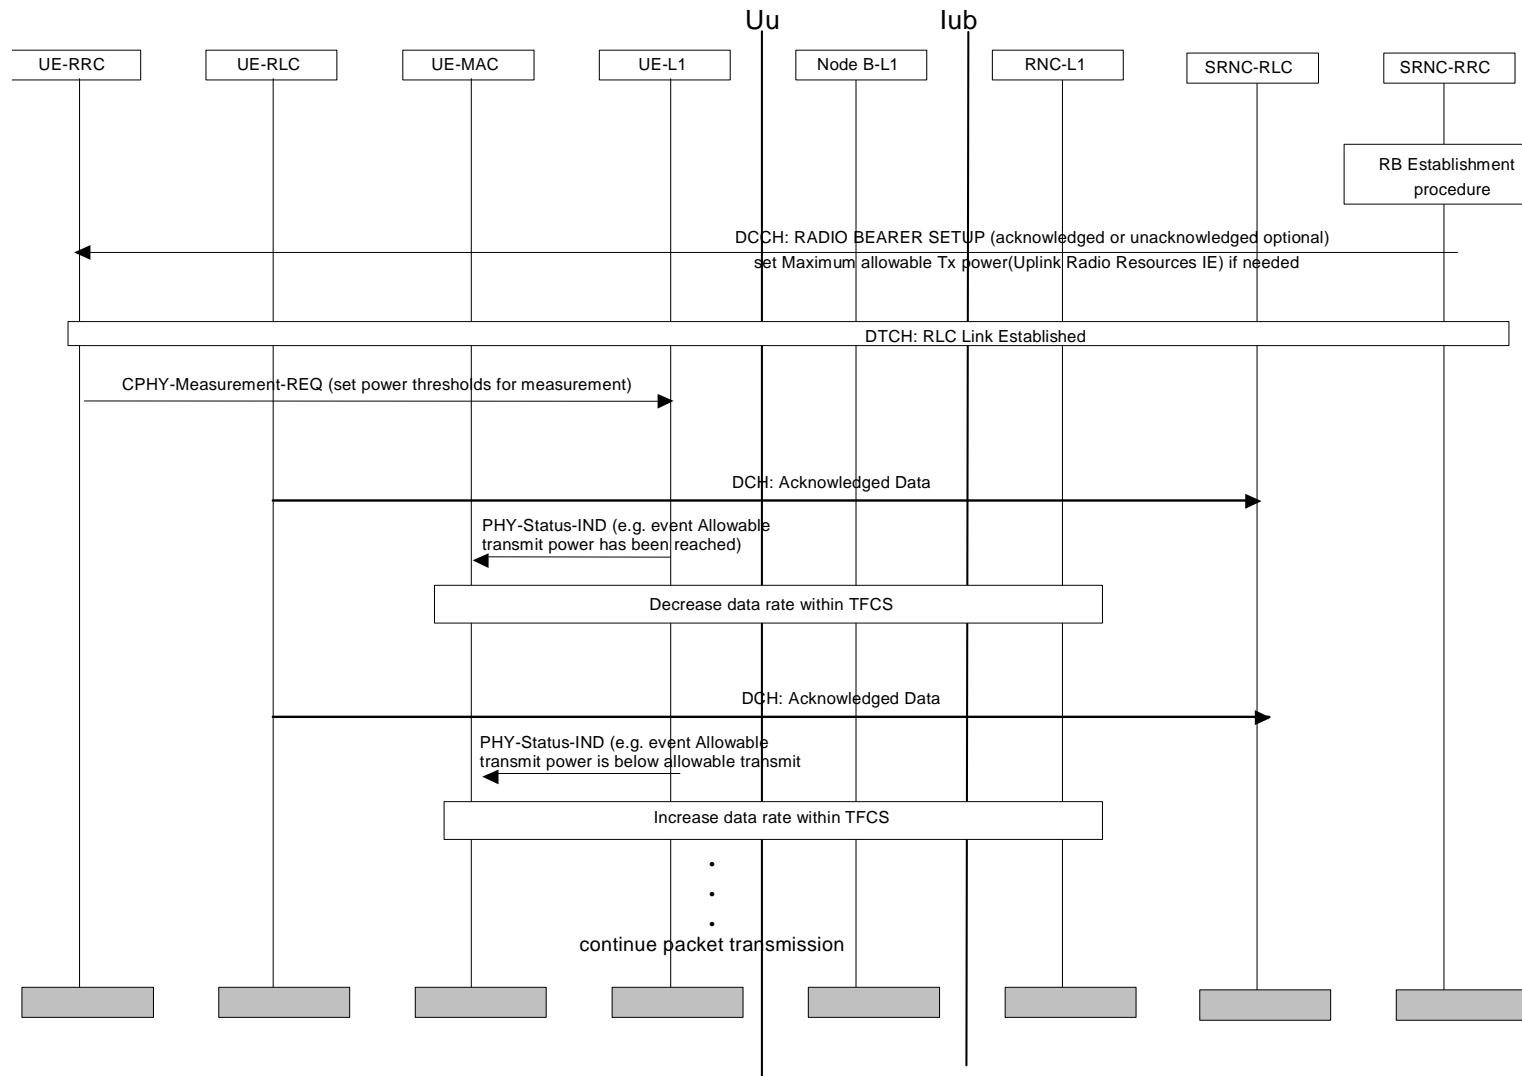 Uu
Iub
UE-RRC
UE-RLC
UE-MAC
UE-L1
Node B-L1
RNC-L1
SRNC-RLC
SRNC-RRC
RB Establishment
procedure
DCCH: RADIO BEARER SETUP (acknowledged or unacknowledged optional)
set Maximum allowable Tx power(Uplink Radio Resources IE) if needed
DTCH: RLC Link Established
CPHY-Measurement-REQ (set power thresholds for measurement)
DCH: Acknowledged Data
PHY-Status-IND (e.g. event Allowable
transmit power has been reached)
Decrease data rate within TFCS
DCH: Acknowledged Data
PHY-Status-IND (e.g. event Allowable
transmit power is below allowable transmit
Increase data rate within TFCS
.
.
.
continue packet transmission